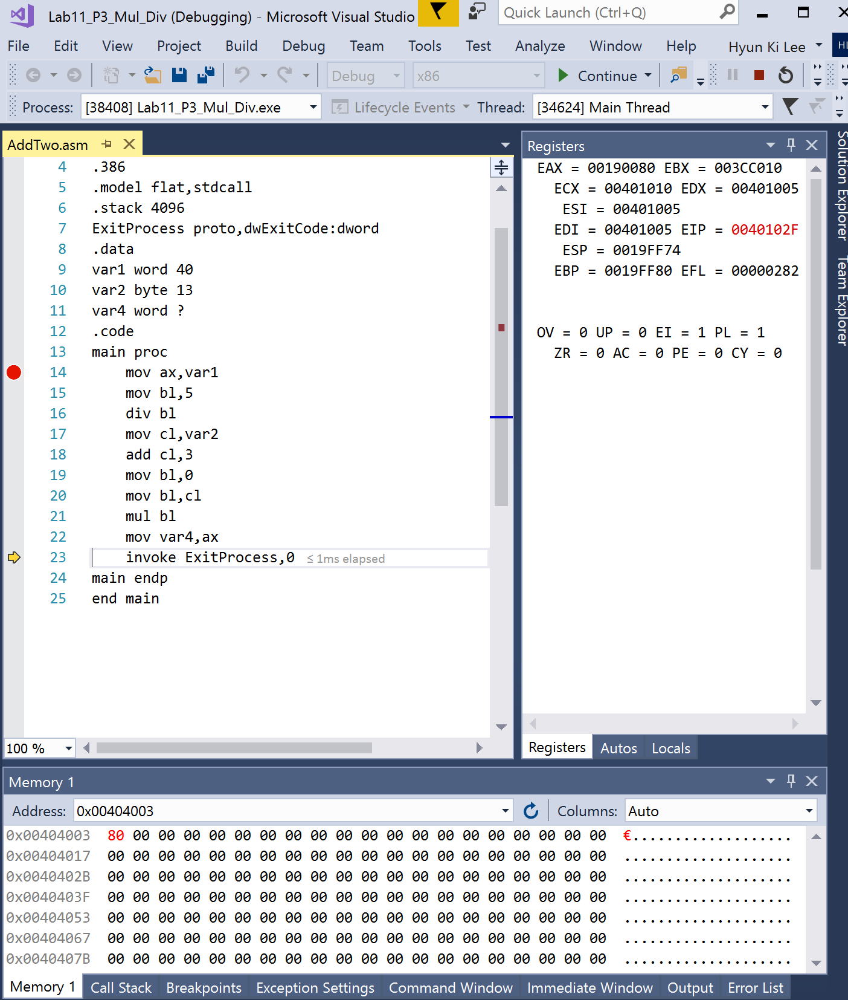 Lab11_P3_Mul_Div (Debugging) - Microsoft Visual Studio
Quick Launch (Ctrl+Q)
File Edit View Project Build Debug Team Tools Test Analyze Window Help Hyun Ki Lee HL
Debug x86 Continue
Process: [38408] Lab11_P3_Mul_Div.exe Lifecycle Events Thread: [34624] Main Thread
AddTwo.asm
4 .386
5 .model flat,stdcall
6 .stack 4096
7 ExitProcess proto,dwExitCode:dword
8 .data
9 var1 word 40
10 var2 byte 13
11 var4 word ?
12 .code
13 main proc
14 mov ax,var1
15 mov bl,5
16 div bl
17 mov cl,var2
18 add cl,3
19 mov bl,0
20 mov bl,cl
21 mul bl
22 mov var4,ax
23 invoke ExitProcess,0 ≤ 1ms elapsed
24 main endp
25 end main
100 %
Registers
EAX = 00190080 EBX = 003CC010
ECX = 00401010 EDX = 00401005
ESI = 00401005
EDI = 00401005 EIP = 0040102F
ESP = 0019FF74
EBP = 0019FF80 EFL = 00000282
OV = 0 UP = 0 EI = 1 PL = 1
ZR = 0 AC = 0 PE = 0 CY = 0
Registers Autos Locals
Solution Explorer
Team Explorer
Memory 1
Address: 0x00404003 Columns: Auto
0x00404003 80 00 00 00 00 00 00 00 00 00 00 00 00 00 00 00 00 00 00 00 €...................
0x00404017 00 00 00 00 00 00 00 00 00 00 00 00 00 00 00 00 00 00 00 00 ....................
0x0040402B 00 00 00 00 00 00 00 00 00 00 00 00 00 00 00 00 00 00 00 00 ....................
0x0040403F 00 00 00 00 00 00 00 00 00 00 00 00 00 00 00 00 00 00 00 00 ....................
0x00404053 00 00 00 00 00 00 00 00 00 00 00 00 00 00 00 00 00 00 00 00 ....................
0x00404067 00 00 00 00 00 00 00 00 00 00 00 00 00 00 00 00 00 00 00 00 ....................
0x0040407B 00 00 00 00 00 00 00 00 00 00 00 00 00 00 00 00 00 00 00 00 ....................
Memory 1 Call Stack Breakpoints Exception Settings Command Window Immediate Window Output Error List